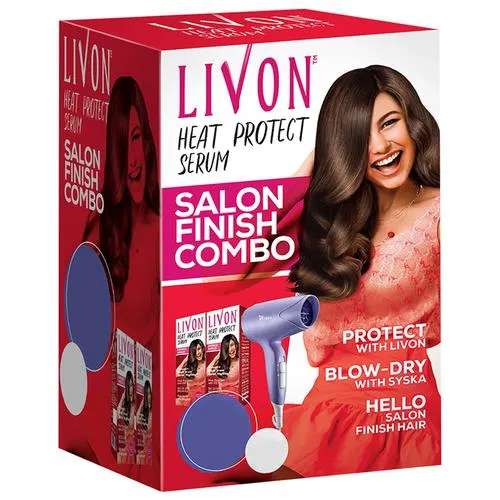 LIVON
HEAT PROTECT
SERUM
SALON
FINISH
COMBO
LIVON™
HEAT PROTECT
SERUM
SALON
FINISH
COMBO
LIVON
HEAT PROTECT
SERUM
LIVON
HEAT PROTECT
SERUM
PROTECT
WITH LIVON
BLOW-DRY
WITH SYSKA
HELLO
SALON
FINISH HAIR